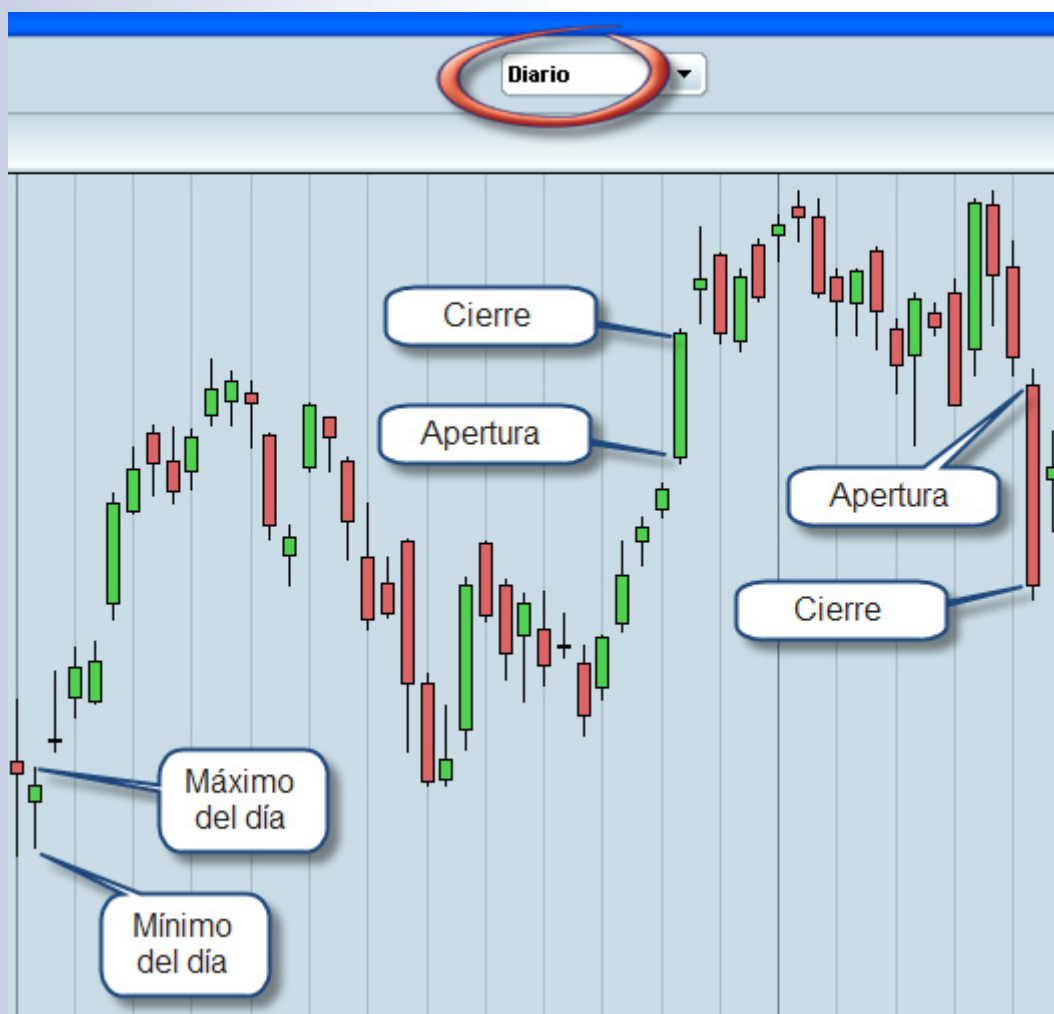 Diario
Cierre
Apertura
Apertura
Cierre
Máximo
del día
Mínimo
del día